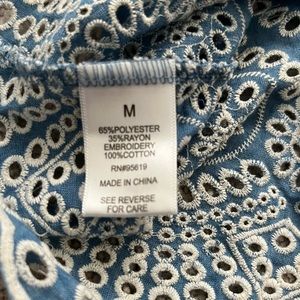 M
65%POLYESTER
35%RAYON
EMBROIDERY
100%COTTON
RN#95619
MADE IN CHINA
SEE REVERSE
FOR CARE